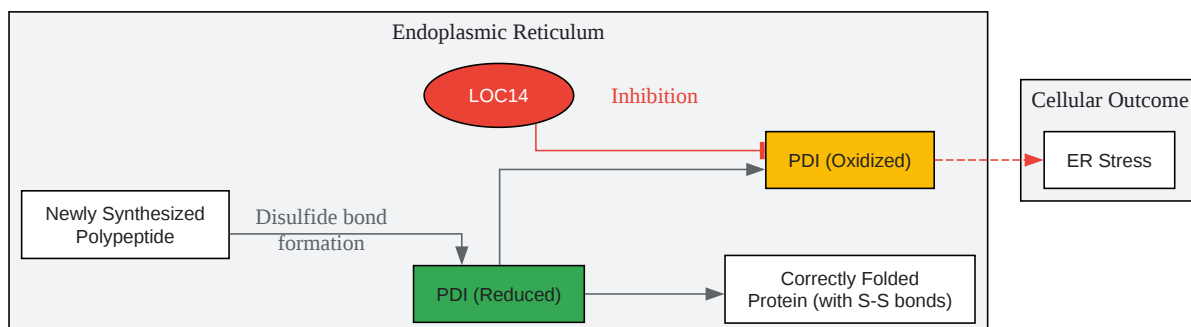 Endoplasmic Reticulum
LOC14
Inhibition
Cellular Outcome
PDI (Oxidized)
ER Stress
Newly Synthesized
Polypeptide
Disulfide bond
formation
PDI (Reduced)
Correctly Folded
Protein (with S-S bonds)